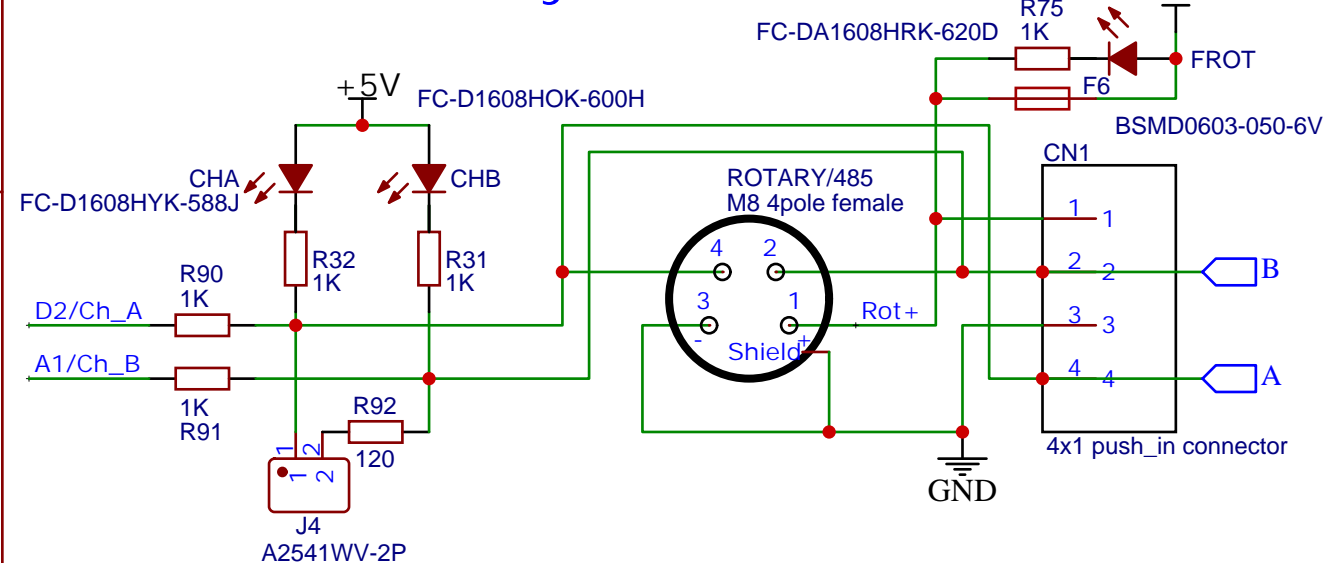 g
R75
1K
FC-DA1608HRK-620D
FROT
F6
BSMD0603-050-6V
+5V
FC-D1608HOK-600H
CHA
FC-D1608HYK-588J
CHB
R32
1K
R31
1K
R90
1K
D2/Ch_A
A1/Ch_B
1K
R91
R92
120
1
2
1
2
J4
A2541WV-2P
ROTARY/485
M8 4pole female
4
2
3
1
-
+
Shield
Rot+
GND
CN1
1
1
2
2
3
3
4
4
B
A
4x1 push_in connector